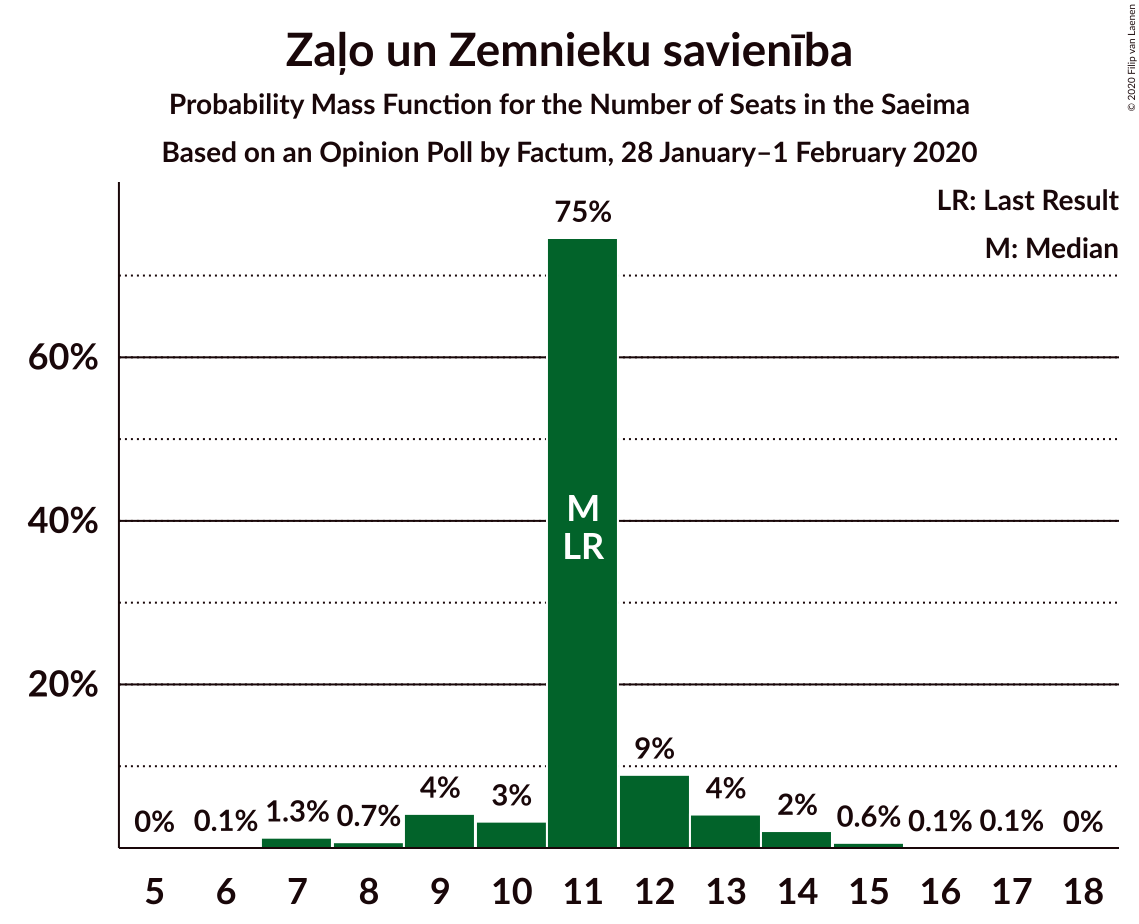 Zaļo un Zemnieku savienība
Probability Mass Function for the Number of Seats in the Saeima
Based on an Opinion Poll by Factum, 28 January–1 February 2020
© 2020 Filip van Laenen
LR: Last Result
M: Median
60%
40%
20%
0% 0.1% 1.3% 0.7% 4% 3% 75% 9% 4% 2% 0.6% 0.1% 0.1% 0%
M
LR
5 6 7 8 9 10 11 12 13 14 15 16 17 18